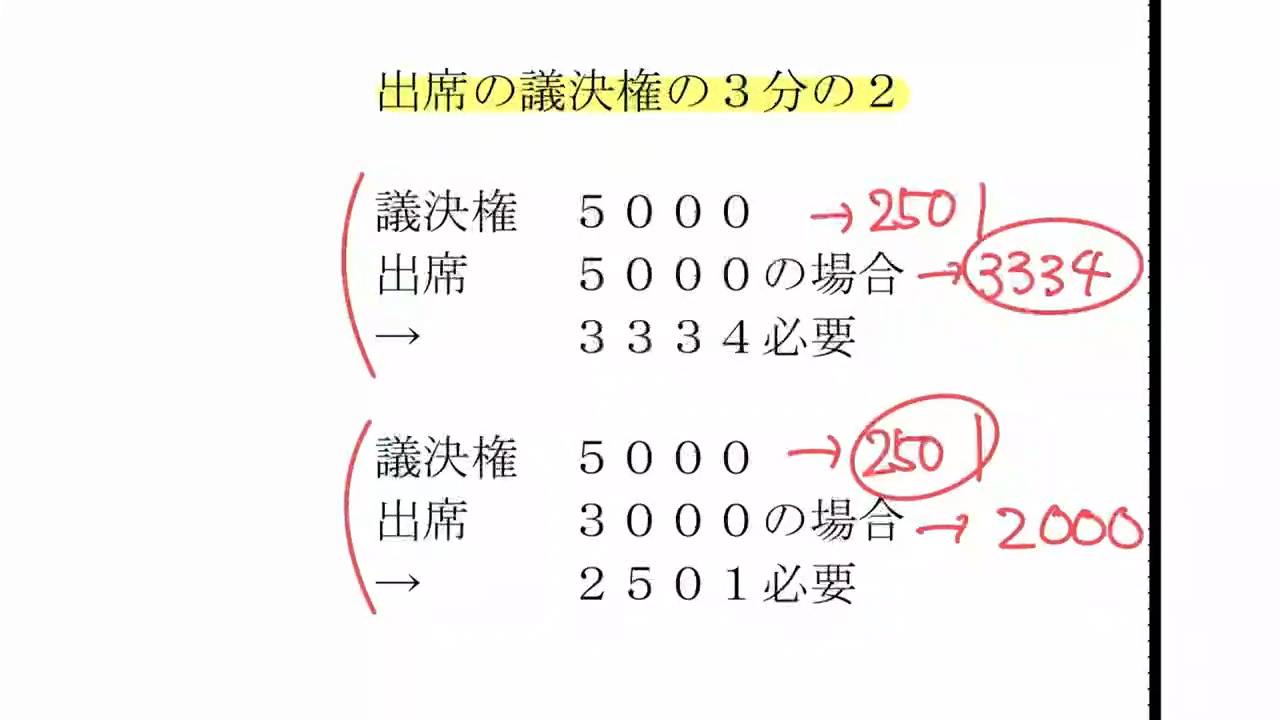 出席の議決権の３分の２
議決権　５０００　→2501
出席　５０００の場合→3334
→　３３３４必要
議決権　５０００　→2501
出席　３０００の場合→2000
→　２５０１必要